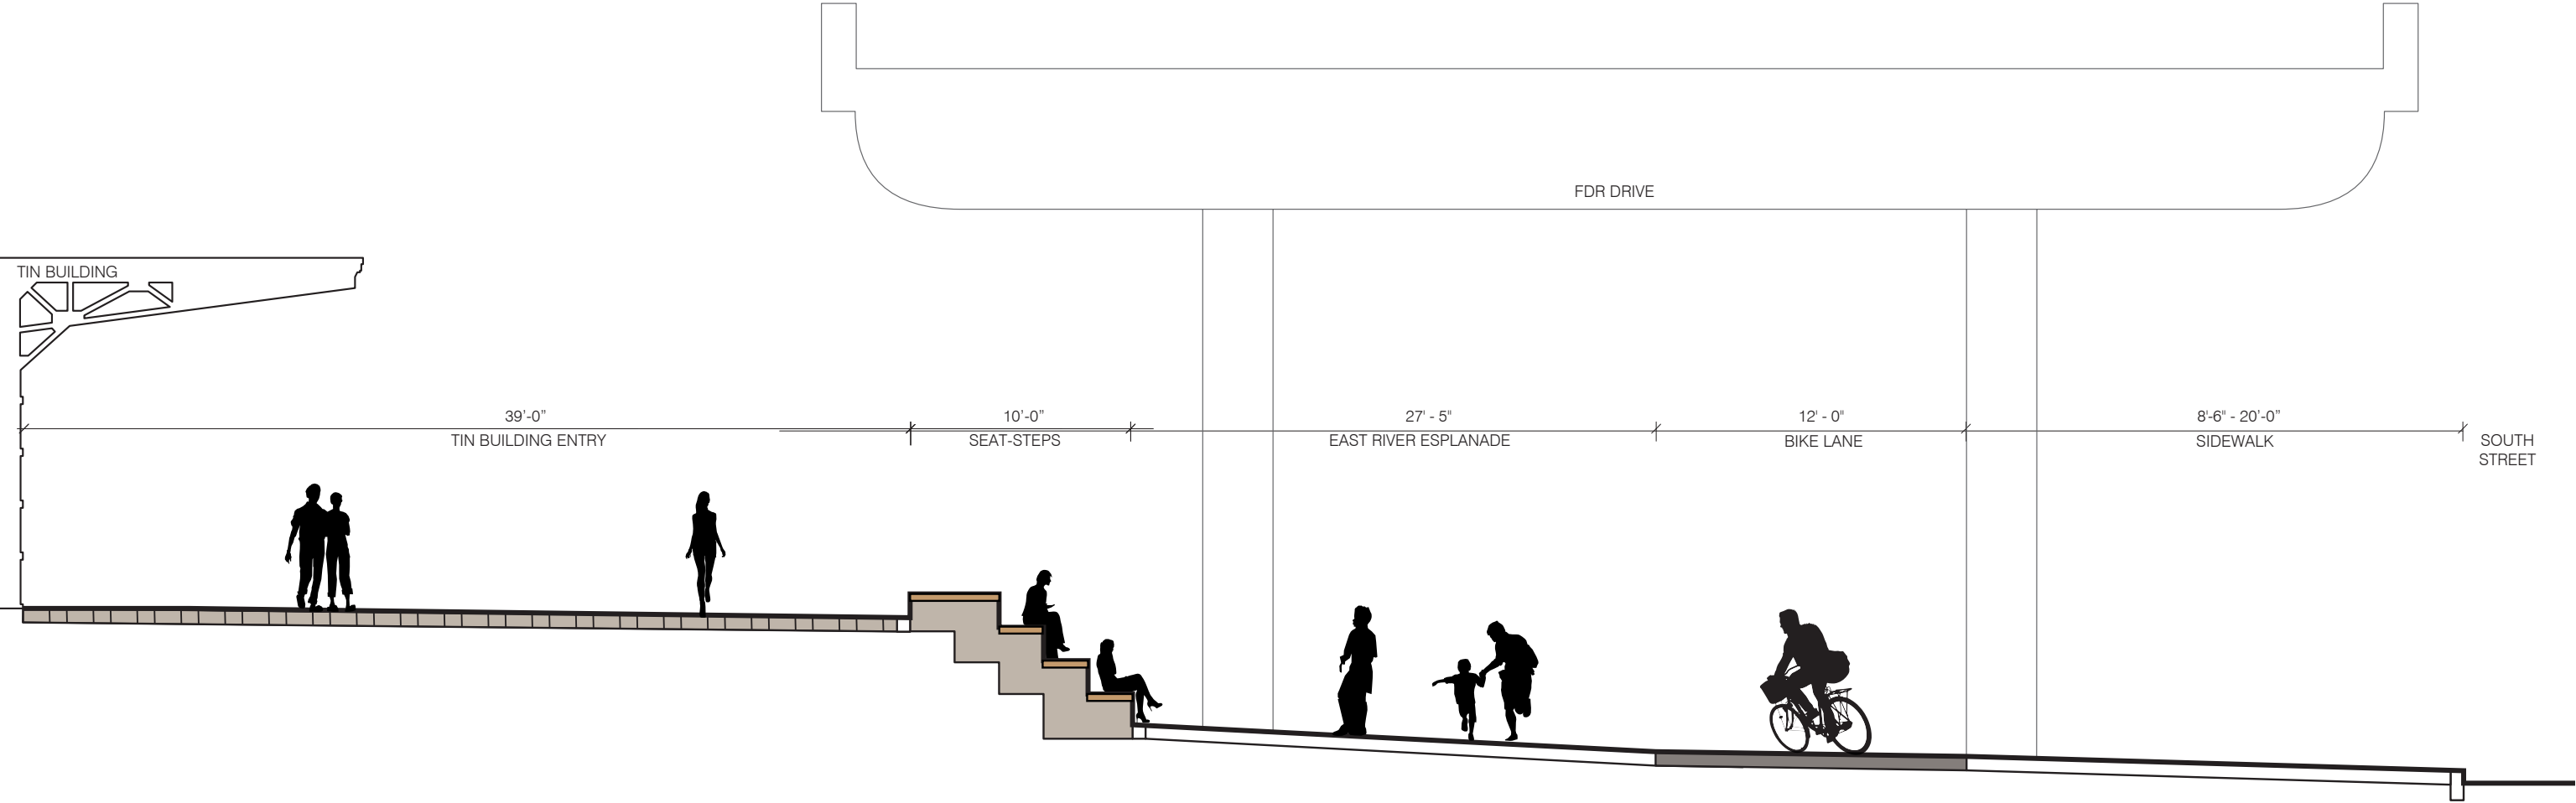 FDR DRIVE
TIN BUILDING
39’-0”
10’-0”
27' - 5"
12' - 0"
8'-6" - 20’-0”
TIN BUILDING ENTRY
SEAT-STEPS
EAST RIVER ESPLANADE
BIKE LANE
SIDEWALK
SOUTH
STREET